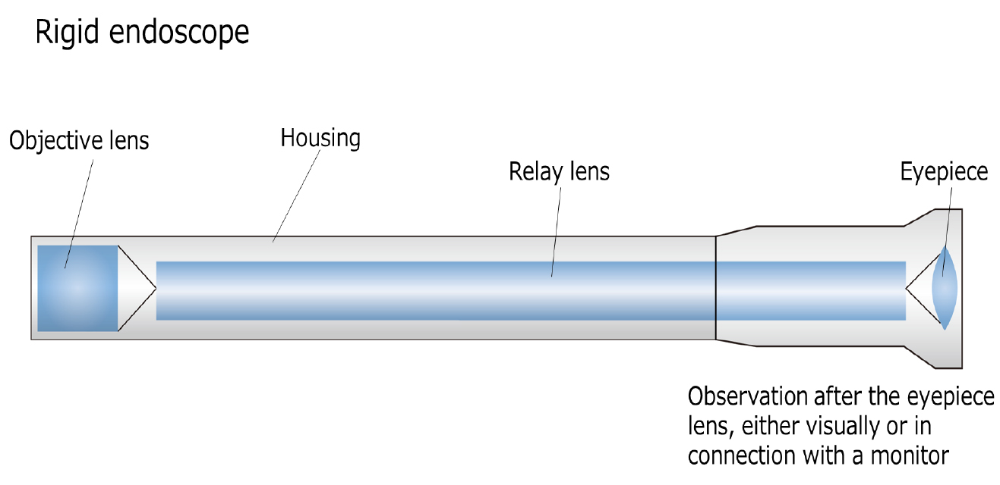 Rigid endoscope
Objective lens
Housing
Relay lens
Eyepiece
Observation after the eyepiece
lens, either visually or in
connection with a monitor